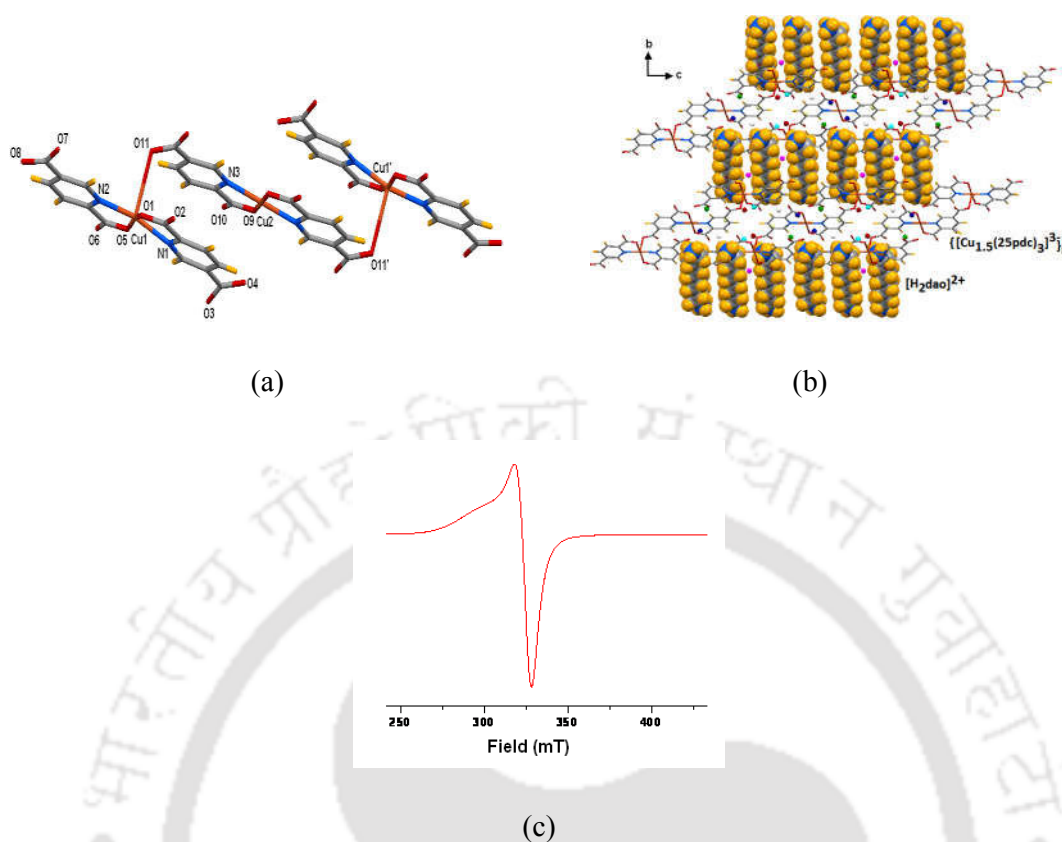 O11
Cu1'
O7
O8
N3
N2
O10
O1
O2
O9
Cu2
O6
O5
Cu1
N1
O11'
O4
O3
b
c
{[Cu1.5(25pdc)3]3-}
[H2dao]2+
(a)
(b)
250 300 350 400
Field (mT)
(c)
भारतीय प्रौद्योगिकी संस्थान गुवाहाटी